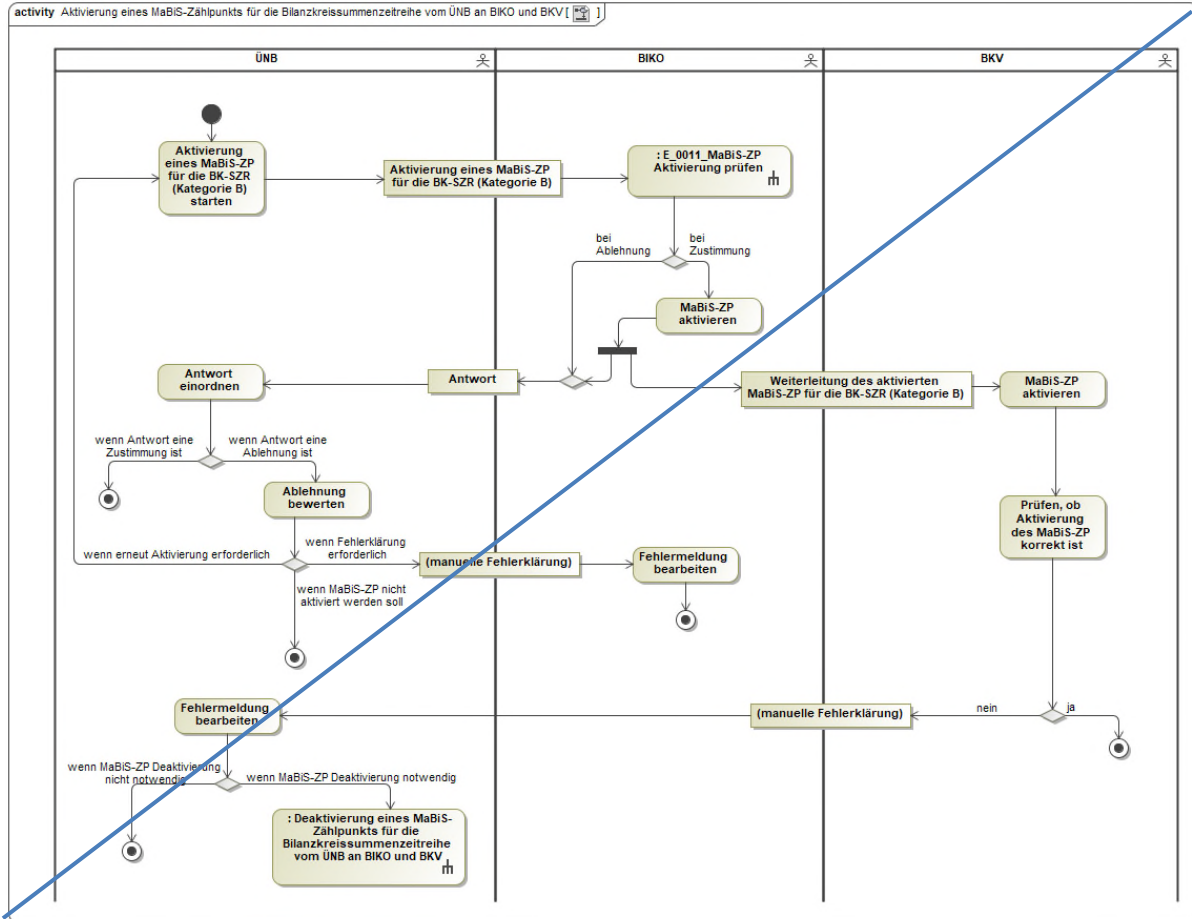 activity Aktivierung eines MaBiS-Zählpunkts für die Bilanzkreissummenzeitreihe vom ÜNB an BIKO und BKV [ ]
ÜNB
BIKO
BKV
Aktivierung
eines MaBiS-ZP
für die BK-SZR
(Kategorie B)
starten
Aktivierung eines MaBiS-ZP
für die BK-SZR (Kategorie B)
: E_0011_MaBiS-ZP
Aktivierung prüfen
bei
Ablehnung
bei
Zustimmung
MaBiS-ZP
aktivieren
Antwort
einordnen
Antwort
Weiterleitung des aktivierten
MaBiS-ZP für die BK-SZR (Kategorie B)
MaBiS-ZP
aktivieren
wenn Antwort eine
Zustimmung ist
wenn Antwort eine
Ablehnung ist
Ablehnung
bewerten
Prüfen, ob
Aktivierung
des MaBiS-ZP
korrekt ist
wenn erneut Aktivierung erforderlich
wenn Fehlerklärung
erforderlich
(manuelle Fehlerklärung)
Fehlermeldung
bearbeiten
wenn MaBiS-ZP nicht
aktiviert werden soll
Fehlermeldung
bearbeiten
(manuelle Fehlerklärung)
nein
ja
wenn MaBiS-ZP Deaktivierung
nicht notwendig
wenn MaBiS-ZP Deaktivierung notwendig
: Deaktivierung eines MaBiS-
Zählpunkts für die
Bilanzkreissummenzeitreihe
vom ÜNB an BIKO und BKV